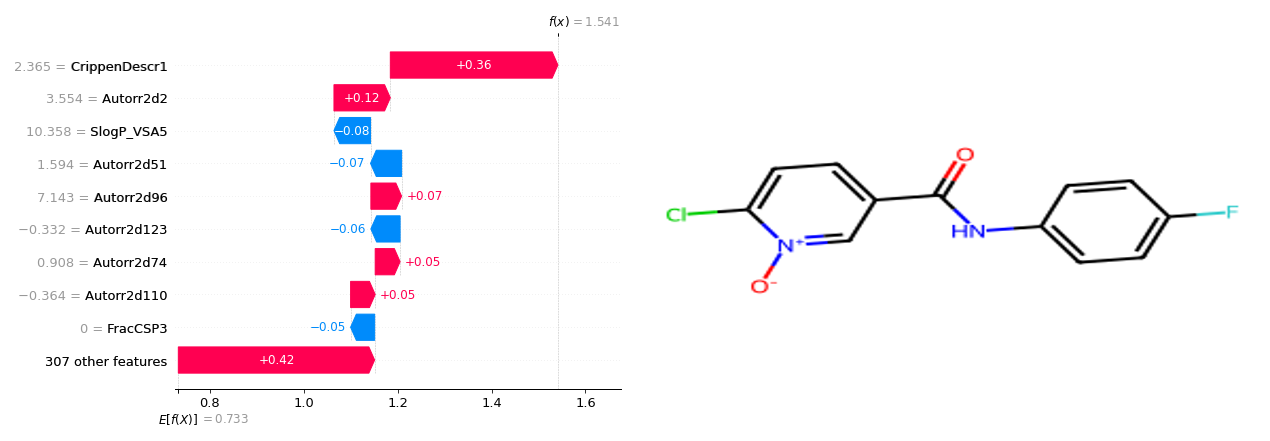 f(x) = 1.541
2.365 = CrippenDescr1
+0.36
3.554 = Autorr2d2
+0.12
10.358 = SlogP_VSA5
−0.08
1.594 = Autorr2d51
−0.07
7.143 = Autorr2d96
+0.07
−0.332 = Autorr2d123
−0.06
0.908 = Autorr2d74
+0.05
−0.364 = Autorr2d110
+0.05
0 = FracCSP3
−0.05
307 other features
+0.42
0.8 1.0 1.2 1.4 1.6
E[f(X)] = 0.733
O
Cl
F
HN
N⁺
O⁻